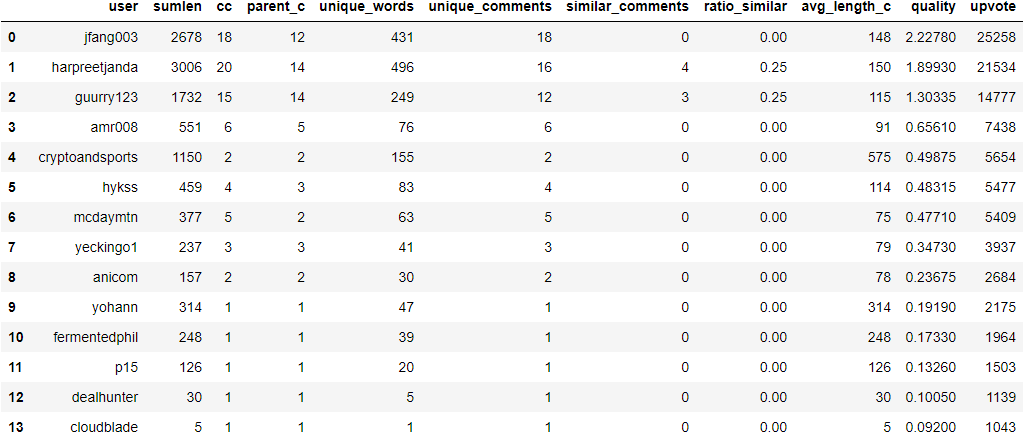 user sumlen cc parent_c unique_words unique_comments similar_comments ratio_similar avg_length_c quality upvote
0 jfang003 2678 18 12 431 18 0 0.00 148 2.22780 25258
1 harpreetjanda 3006 20 14 496 16 4 0.25 150 1.89930 21534
2 guurry123 1732 15 14 249 12 3 0.25 115 1.30335 14777
3 amr008 551 6 5 76 6 0 0.00 91 0.65610 7438
4 cryptoandsports 1150 2 2 155 2 0 0.00 575 0.49875 5654
5 hykss 459 4 3 83 4 0 0.00 114 0.48315 5477
6 mcdaymtn 377 5 2 63 5 0 0.00 75 0.47710 5409
7 yeckingo1 237 3 3 41 3 0 0.00 79 0.34730 3937
8 anicom 157 2 2 30 2 0 0.00 78 0.23675 2684
9 yohann 314 1 1 47 1 0 0.00 314 0.19190 2175
10 fermentedphil 248 1 1 39 1 0 0.00 248 0.17330 1964
11 p15 126 1 1 20 1 0 0.00 126 0.13260 1503
12 dealhunter 30 1 1 5 1 0 0.00 30 0.10050 1139
13 cloudblade 5 1 1 1 1 0 0.00 5 0.09200 1043